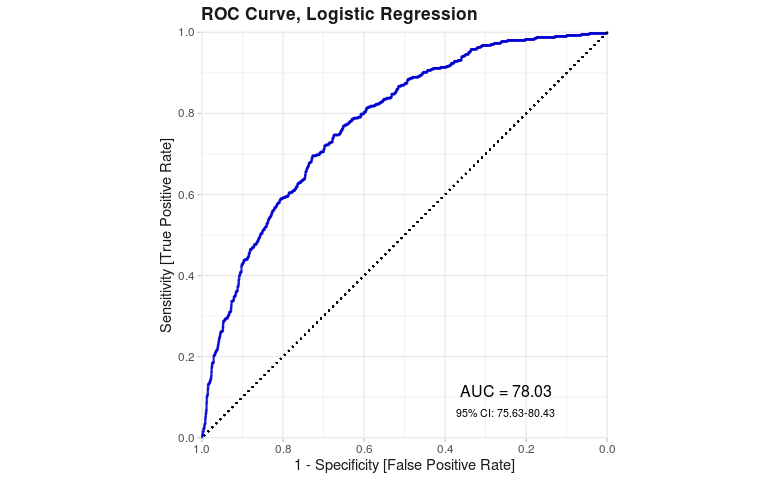 ROC Curve, Logistic Regression
Sensitivity [True Positive Rate]
1.0
0.8
0.6
0.4
0.2
0.0
AUC = 78.03
95% CI: 75.63-80.43
1.0 0.8 0.6 0.4 0.2 0.0
1 - Specificity [False Positive Rate]